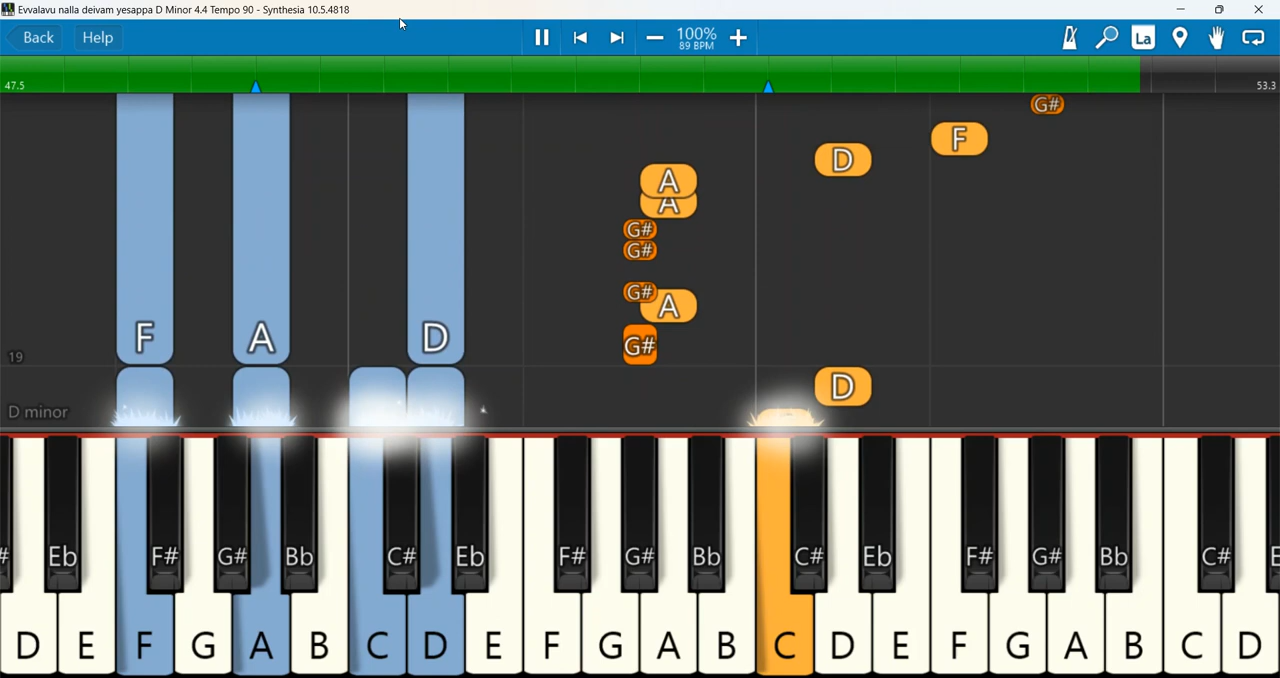 Evvalavu nalla deivam yesappa D Minor 4.4 Tempo 90 - Synthesia 10.5.4818
Back Help 100% La
89 BPM
47.5 53.3
G#
F
D
A
A
G#
G#
G# A
F A D G#
19
D
D minor
# Eb F# G# Bb C# Eb F# G# Bb C# Eb F# G# Bb C# E
D E F G A B C D E F G A B C D E F G A B C D